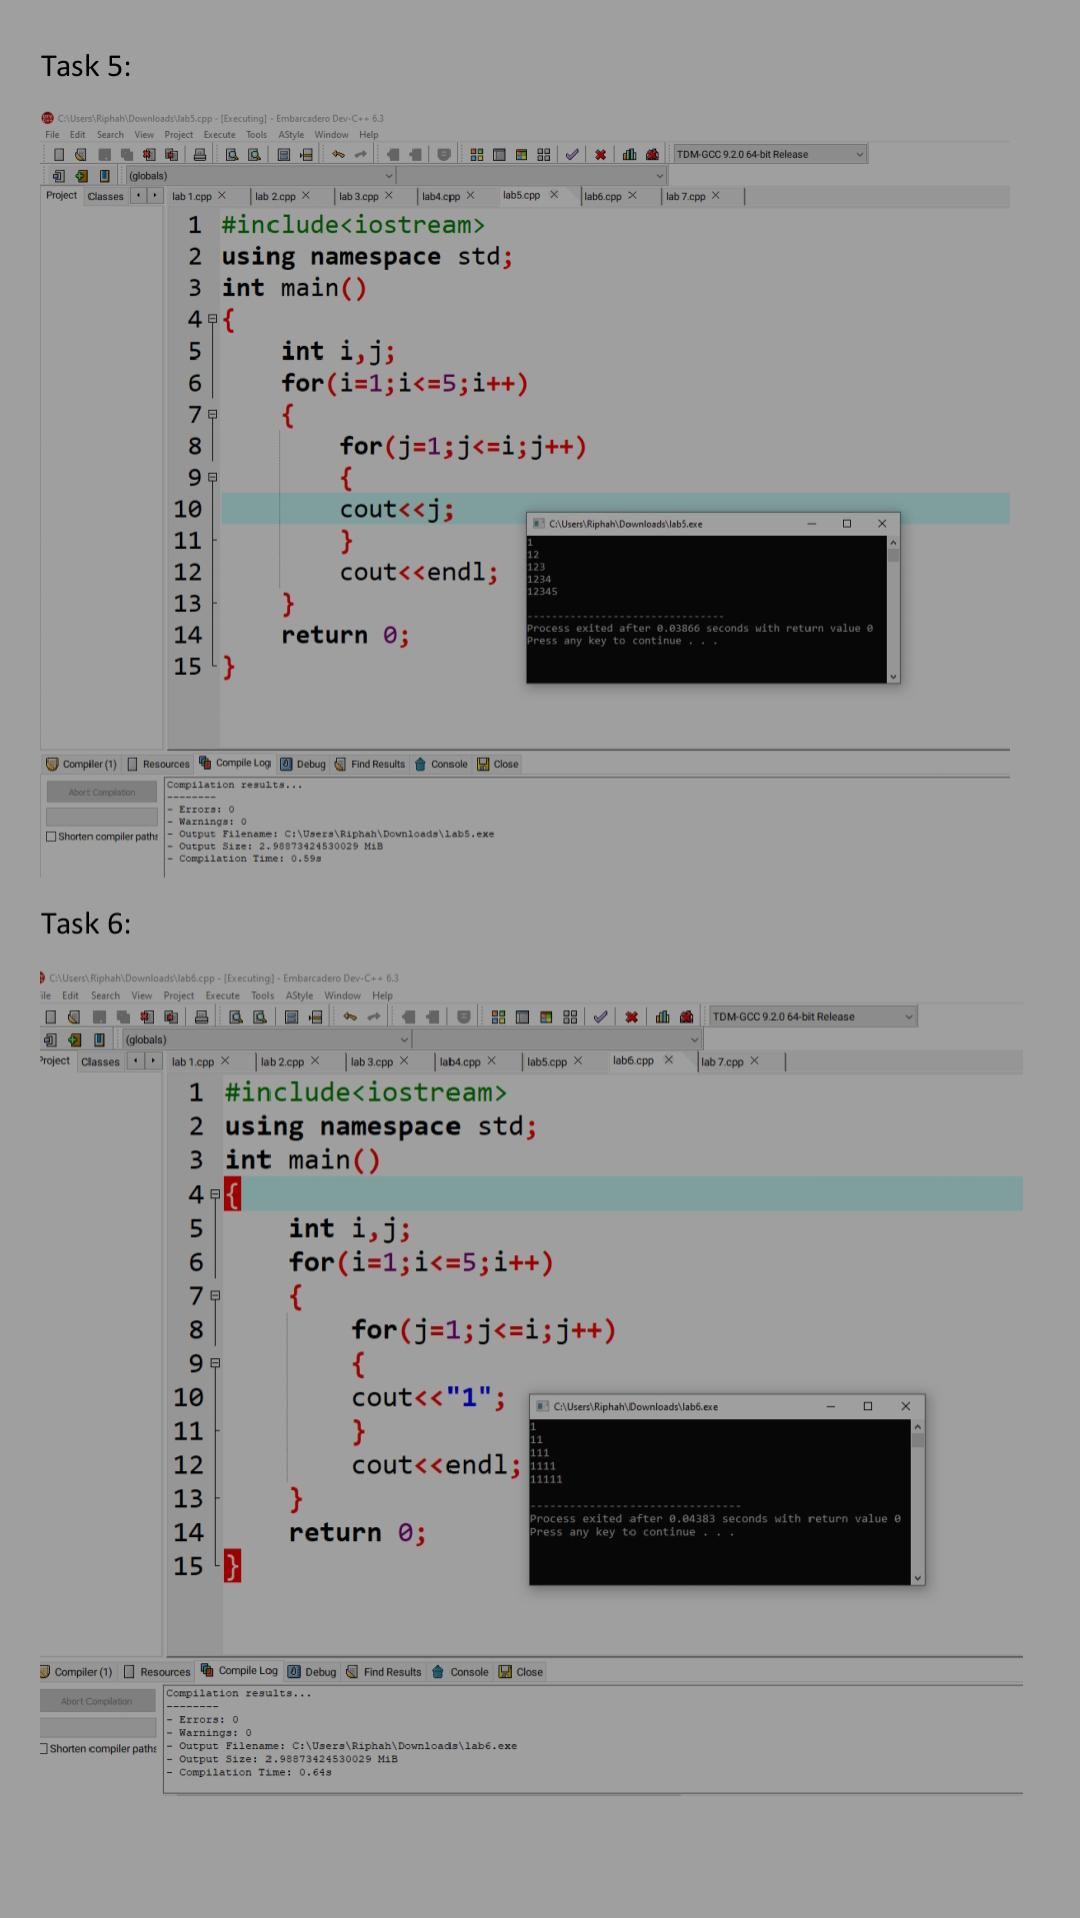 Task 5:
C:\Users\Riphah\Downloads\lab5.cpp - [Executing] - Embarcadero Dev-C++ 6.3
File Edit Search View Project Execute Tools AStyle Window Help
TDM-GCC 9.2.0 64-bit Release
(globals)
Project Classes lab 1.cpp lab 2.cpp lab 3.cpp lab4.cpp lab5.cpp lab6.cpp lab 7.cpp
1 #include<iostream>
2 using namespace std;
3 int main()
4 {
5 int i,j;
6 for(i=1;i<=5;i++)
7 {
8 for(j=1;j<=i;j++)
9 {
10 cout<<j;
11 }
12 cout<<endl;
13 }
14 return 0;
15 }
C:\Users\Riphah\Downloads\lab5.exe
1
12
123
1234
12345
--------------------------------
Process exited after 0.03866 seconds with return value 0
Press any key to continue . . .
Compiler (1) Resources Compile Log Debug Find Results Console Close
Abort Compilation
Shorten compiler paths
Compilation results...
--------
- Errors: 0
- Warnings: 0
- Output Filename: C:\Users\Riphah\Downloads\lab5.exe
- Output Size: 2.98873424530029 MiB
- Compilation Time: 0.59s
Task 6:
C:\Users\Riphah\Downloads\lab6.cpp - [Executing] - Embarcadero Dev-C++ 6.3
ile Edit Search View Project Execute Tools AStyle Window Help
TDM-GCC 9.2.0 64-bit Release
(globals)
Project Classes lab 1.cpp lab 2.cpp lab 3.cpp lab4.cpp lab5.cpp lab6.cpp lab 7.cpp
1 #include<iostream>
2 using namespace std;
3 int main()
4 {
5 int i,j;
6 for(i=1;i<=5;i++)
7 {
8 for(j=1;j<=i;j++)
9 {
10 cout<<"1";
11 }
12 cout<<endl;
13 }
14 return 0;
15 }
C:\Users\Riphah\Downloads\lab6.exe
1
11
111
1111
11111
--------------------------------
Process exited after 0.04383 seconds with return value 0
Press any key to continue . . .
Compiler (1) Resources Compile Log Debug Find Results Console Close
Abort Compilation
Shorten compiler paths
Compilation results...
--------
- Errors: 0
- Warnings: 0
- Output Filename: C:\Users\Riphah\Downloads\lab6.exe
- Output Size: 2.98873424530029 MiB
- Compilation Time: 0.64s